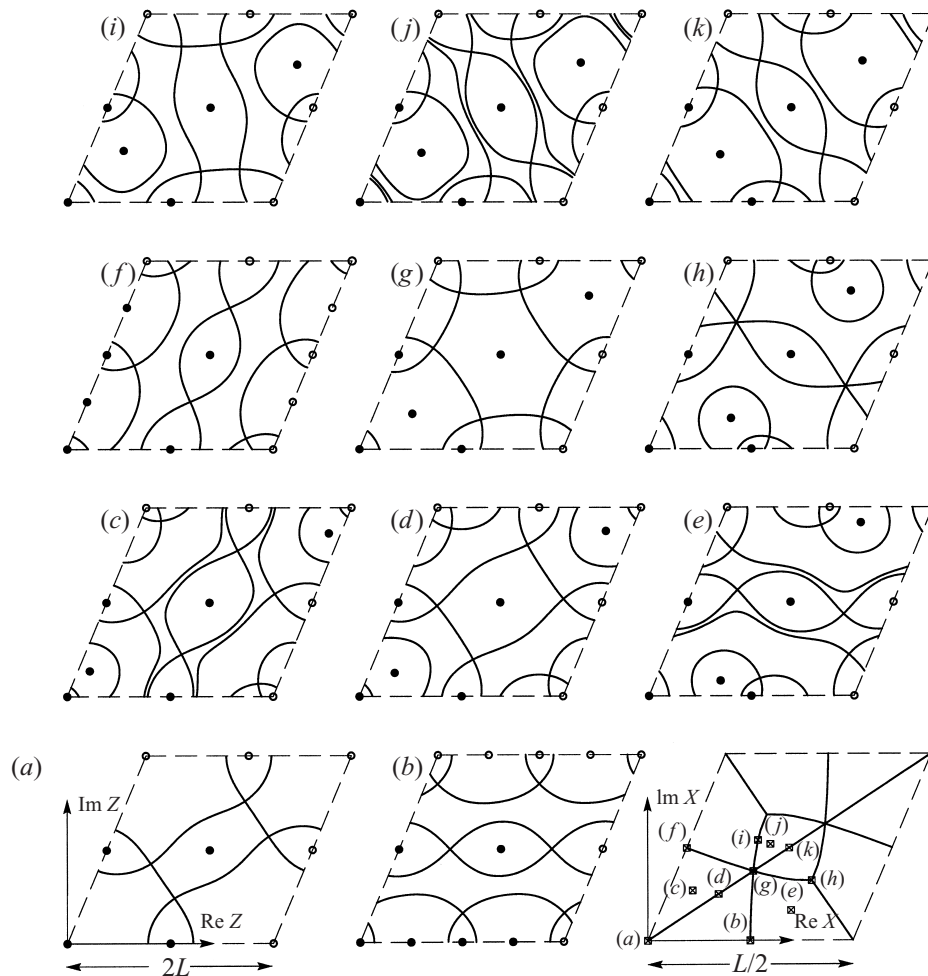 (i) (j) (k)
(f) (g) (h)
(c) (d) (e)
(a) (b)
Im Z Im X
(f) (i) (j) (k)
(c) (d) (g) (e) (h)
Re Z (a) (b) Re X
2L L/2